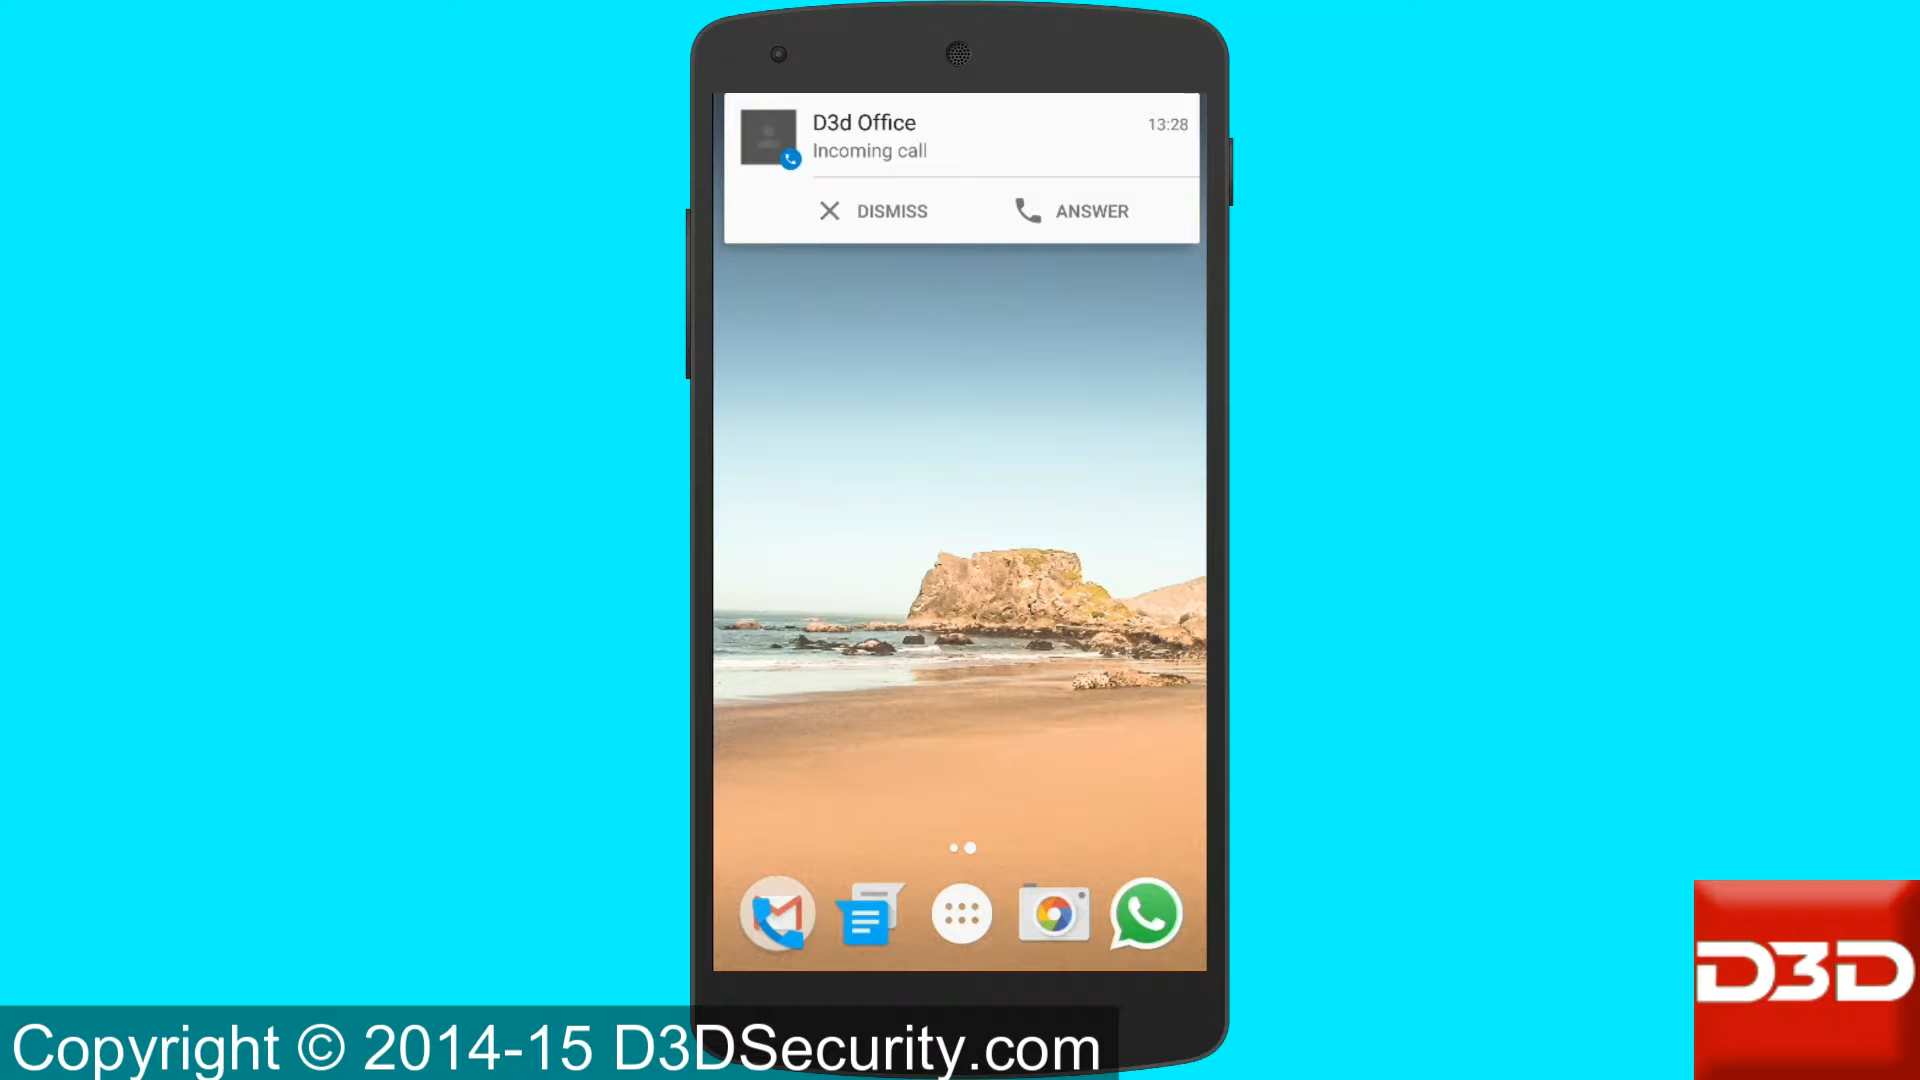 D3d Office
13:28
Incoming call
DISMISS
ANSWER
Copyright © 2014-15 D3DSecurity.com
D3D